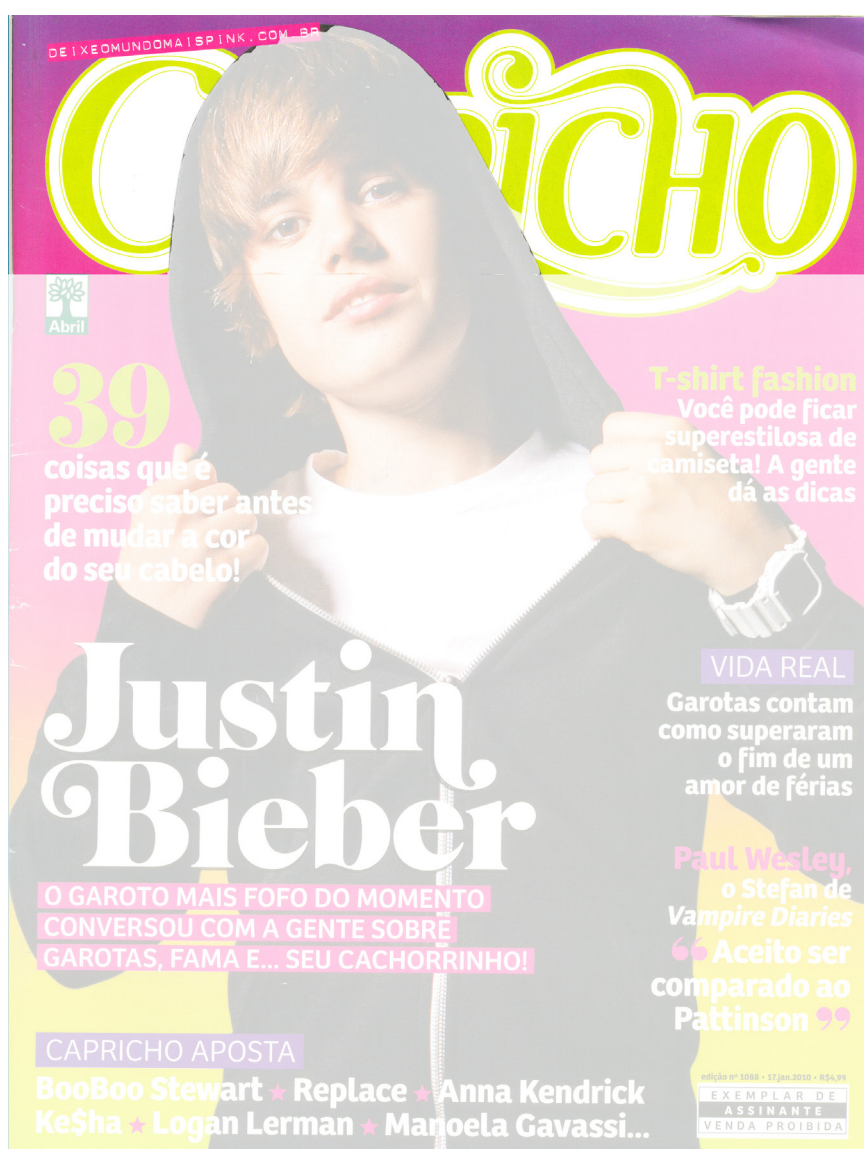 DEIXEOMUNDOMAISPINK.COM.BR
CAPRICHO
Abril
39
coisas que é
preciso saber antes
de mudar a cor
do seu cabelo!
T-shirt fashion
Você pode ficar
superestilosa de
camiseta! A gente
dá as dicas
Justin
Bieber
O GAROTO MAIS FOFO DO MOMENTO
CONVERSOU COM A GENTE SOBRE
GAROTAS, FAMA E... SEU CACHORRINHO!
VIDA REAL
Garotas contam
como superaram
o fim de um
amor de férias
Paul Wesley,
o Stefan de
Vampire Diaries
❝ Aceito ser
comparado ao
Pattinson ❞
CAPRICHO APOSTA
BooBoo Stewart ★ Replace ★ Anna Kendrick
Ke$ha ★ Logan Lerman ★ Manoela Gavassi...
edição nº 1088 • 17.jan.2010 • R$4,99
EXEMPLAR DE
ASSINANTE
VENDA PROIBIDA